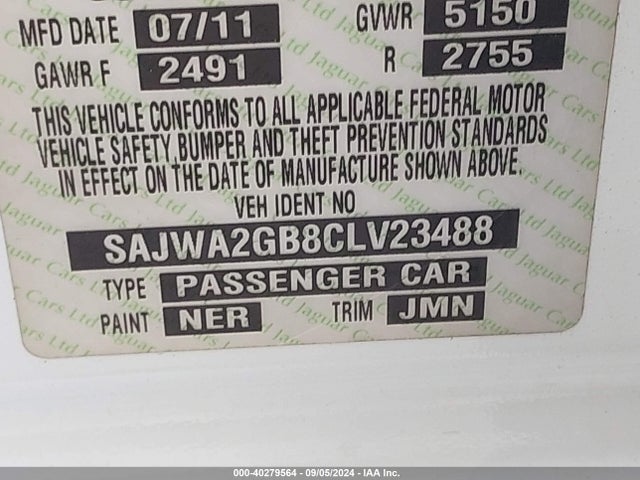 MFD DATE 07/11 GVWR 5150
GAWR F 2491 R 2755
THIS VEHICLE CONFORMS TO ALL APPLICABLE FEDERAL MOTOR
VEHICLE SAFETY, BUMPER AND THEFT PREVENTION STANDARDS
IN EFFECT ON THE DATE OF MANUFACTURE SHOWN ABOVE.
VEH IDENT NO
SAJWA2GB8CLV23488
TYPE PASSENGER CAR
PAINT NER TRIM JMN
000-40279564 - 09/05/2024 - IAA Inc.